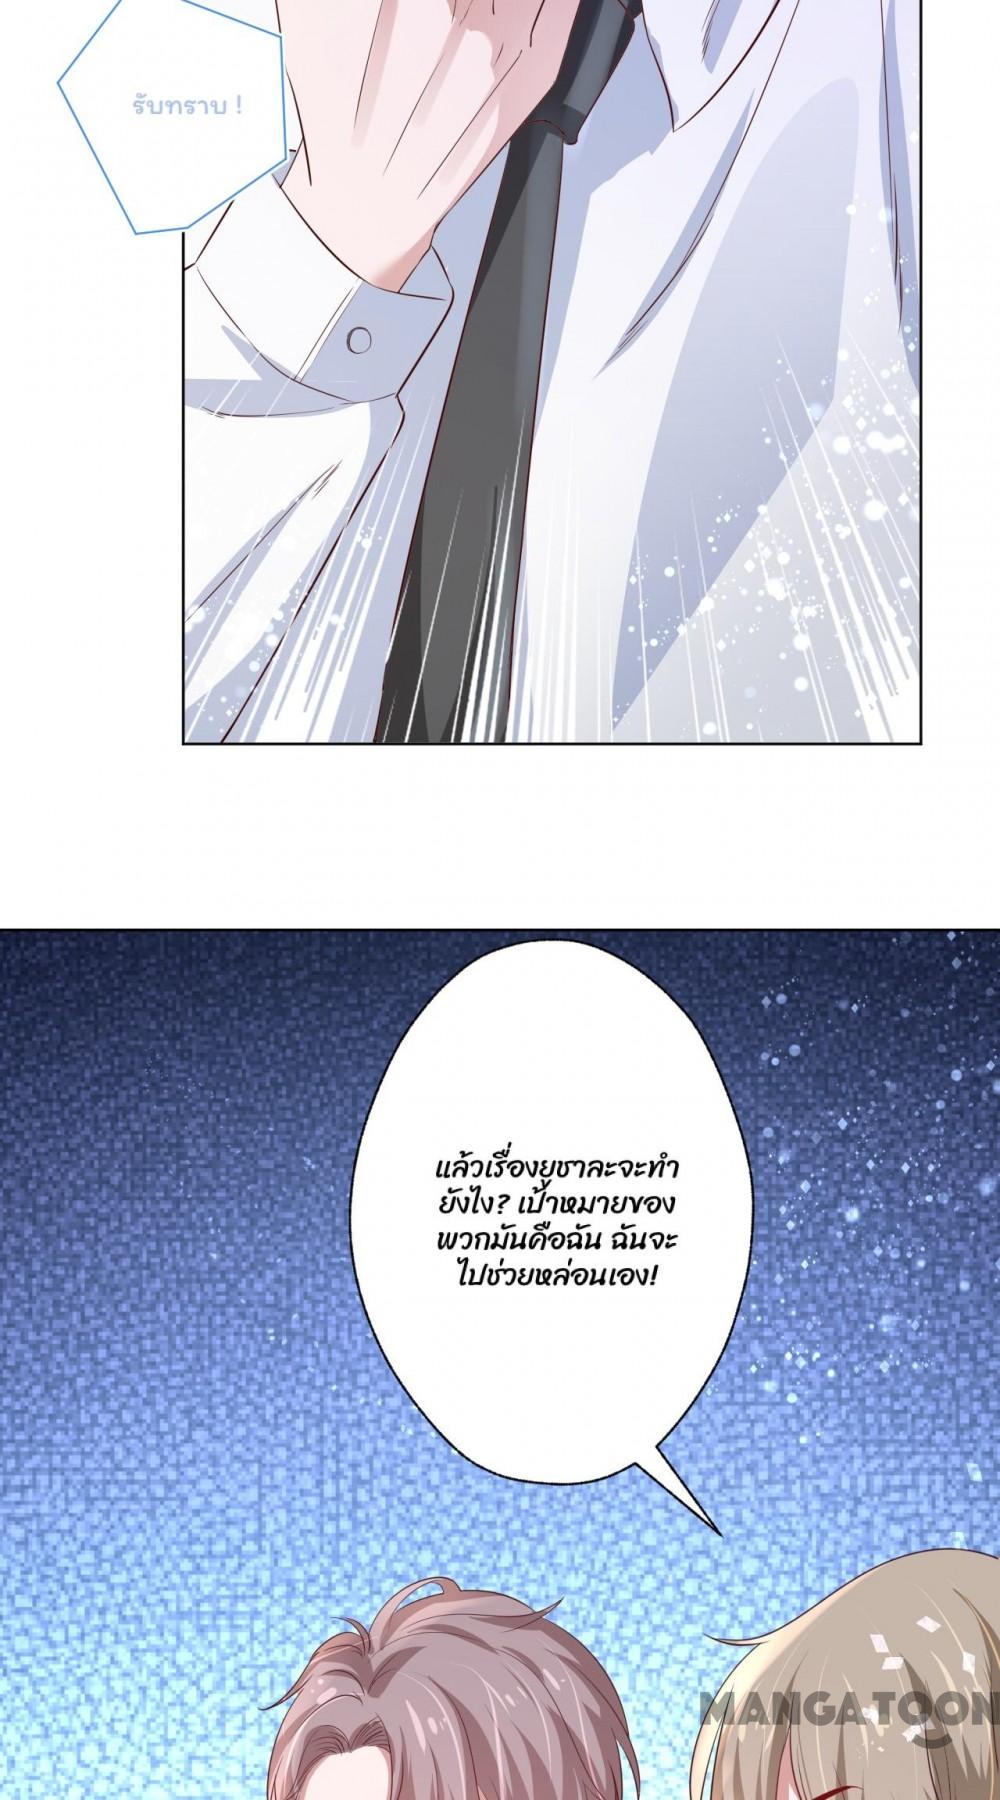 รับทราบ !
แล้วเรื่องยูชาละจะทำ
ยังไง? เป้าหมายของ
พวกมันคือฉัน ฉันจะ
ไปช่วยหล่อนเอง!
MANGATOON